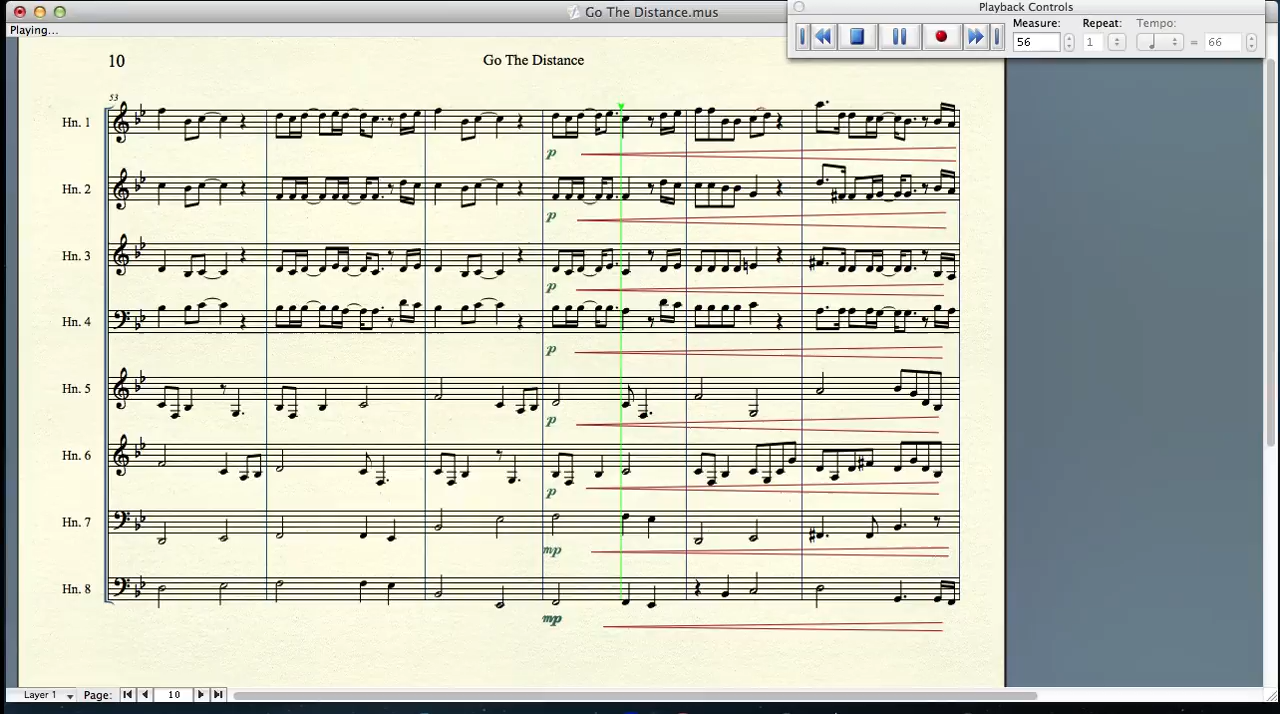 Go The Distance.mus
Playback Controls
Playing...
Measure:
Repeat:
Tempo:
56
1
= 66
10
Go The Distance
53
Hn. 1
p
Hn. 2
p
Hn. 3
p
Hn. 4
p
Hn. 5
p
Hn. 6
p
Hn. 7
mp
Hn. 8
mp
Layer 1
Page:
10